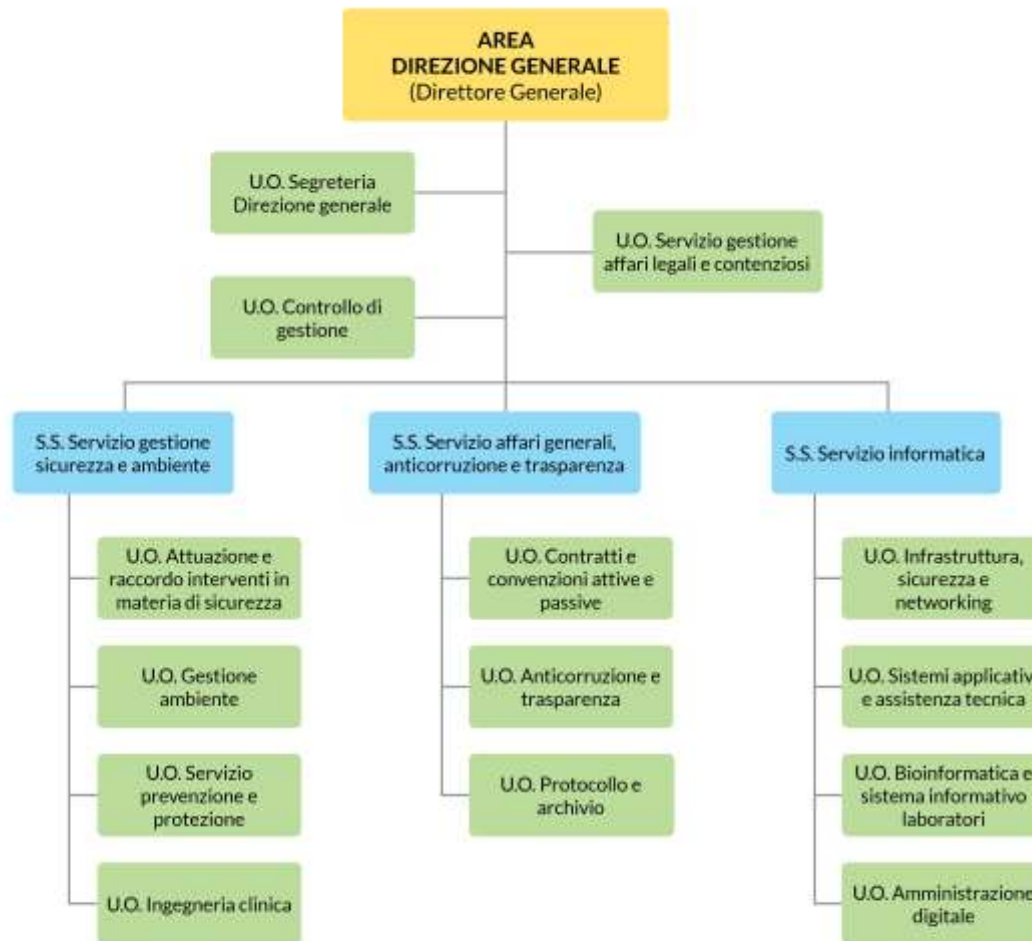 AREA
DIREZIONE GENERALE
(Direttore Generale)
U.O. Segreteria
Direzione generale
U.O. Servizio gestione
affari legali e contenziosi
U.O. Controllo di
gestione
S.S. Servizio gestione
sicurezza e ambiente
S.S. Servizio affari generali,
anticorruzione e trasparenza
S.S. Servizio informatica
U.O. Attuazione e
raccordo interventi in
materia di sicurezza
U.O. Gestione
ambiente
U.O. Servizio
prevenzione e
protezione
U.O. Ingegneria clinica
U.O. Contratti e
convenzioni attive e
passive
U.O. Anticorruzione e
trasparenza
U.O. Protocollo e
archivio
U.O. Infrastruttura,
sicurezza e
networking
U.O. Sistemi applicativ
e assistenza tecnica
U.O. Bioinformatica e
sistema informativo
laboratori
U.O. Amministrazione
digitale